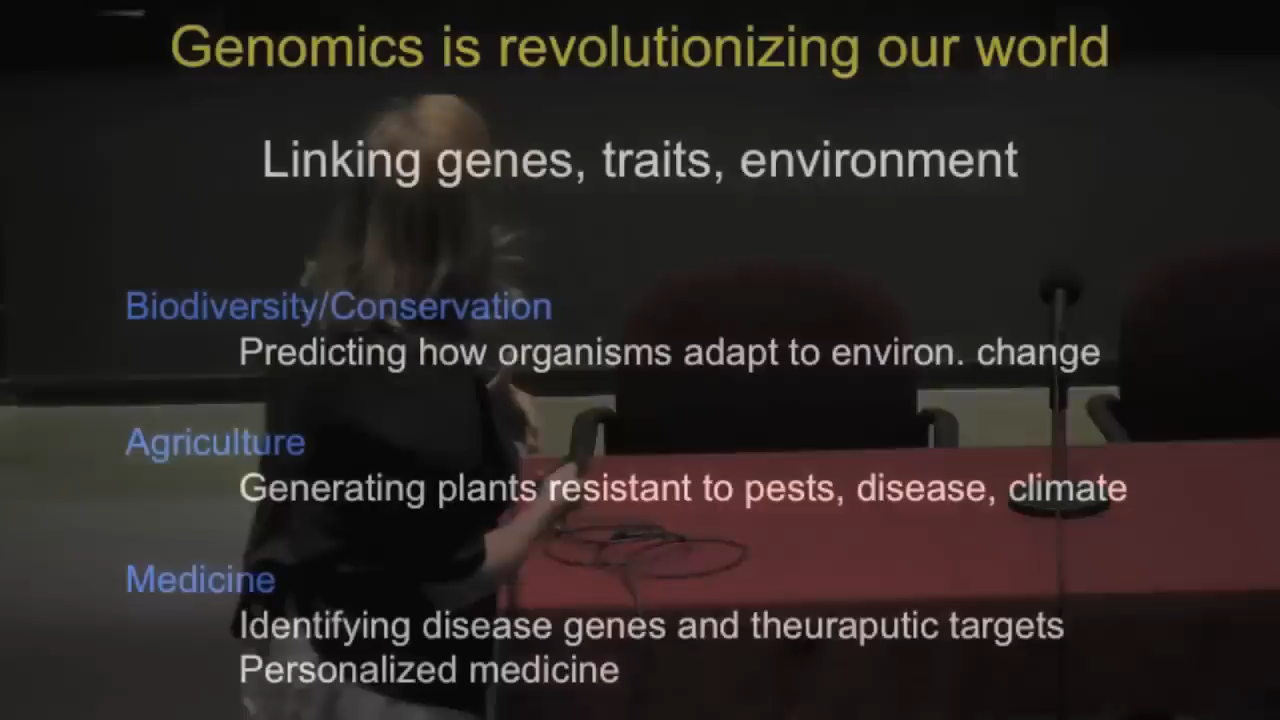 Genomics is revolutionizing our world
Linking genes, traits, environment
Biodiversity/Conservation
Predicting how organisms adapt to environ. change
Agriculture
Generating plants resistant to pests, disease, climate
Medicine
Identifying disease genes and theuraputic targets
Personalized medicine